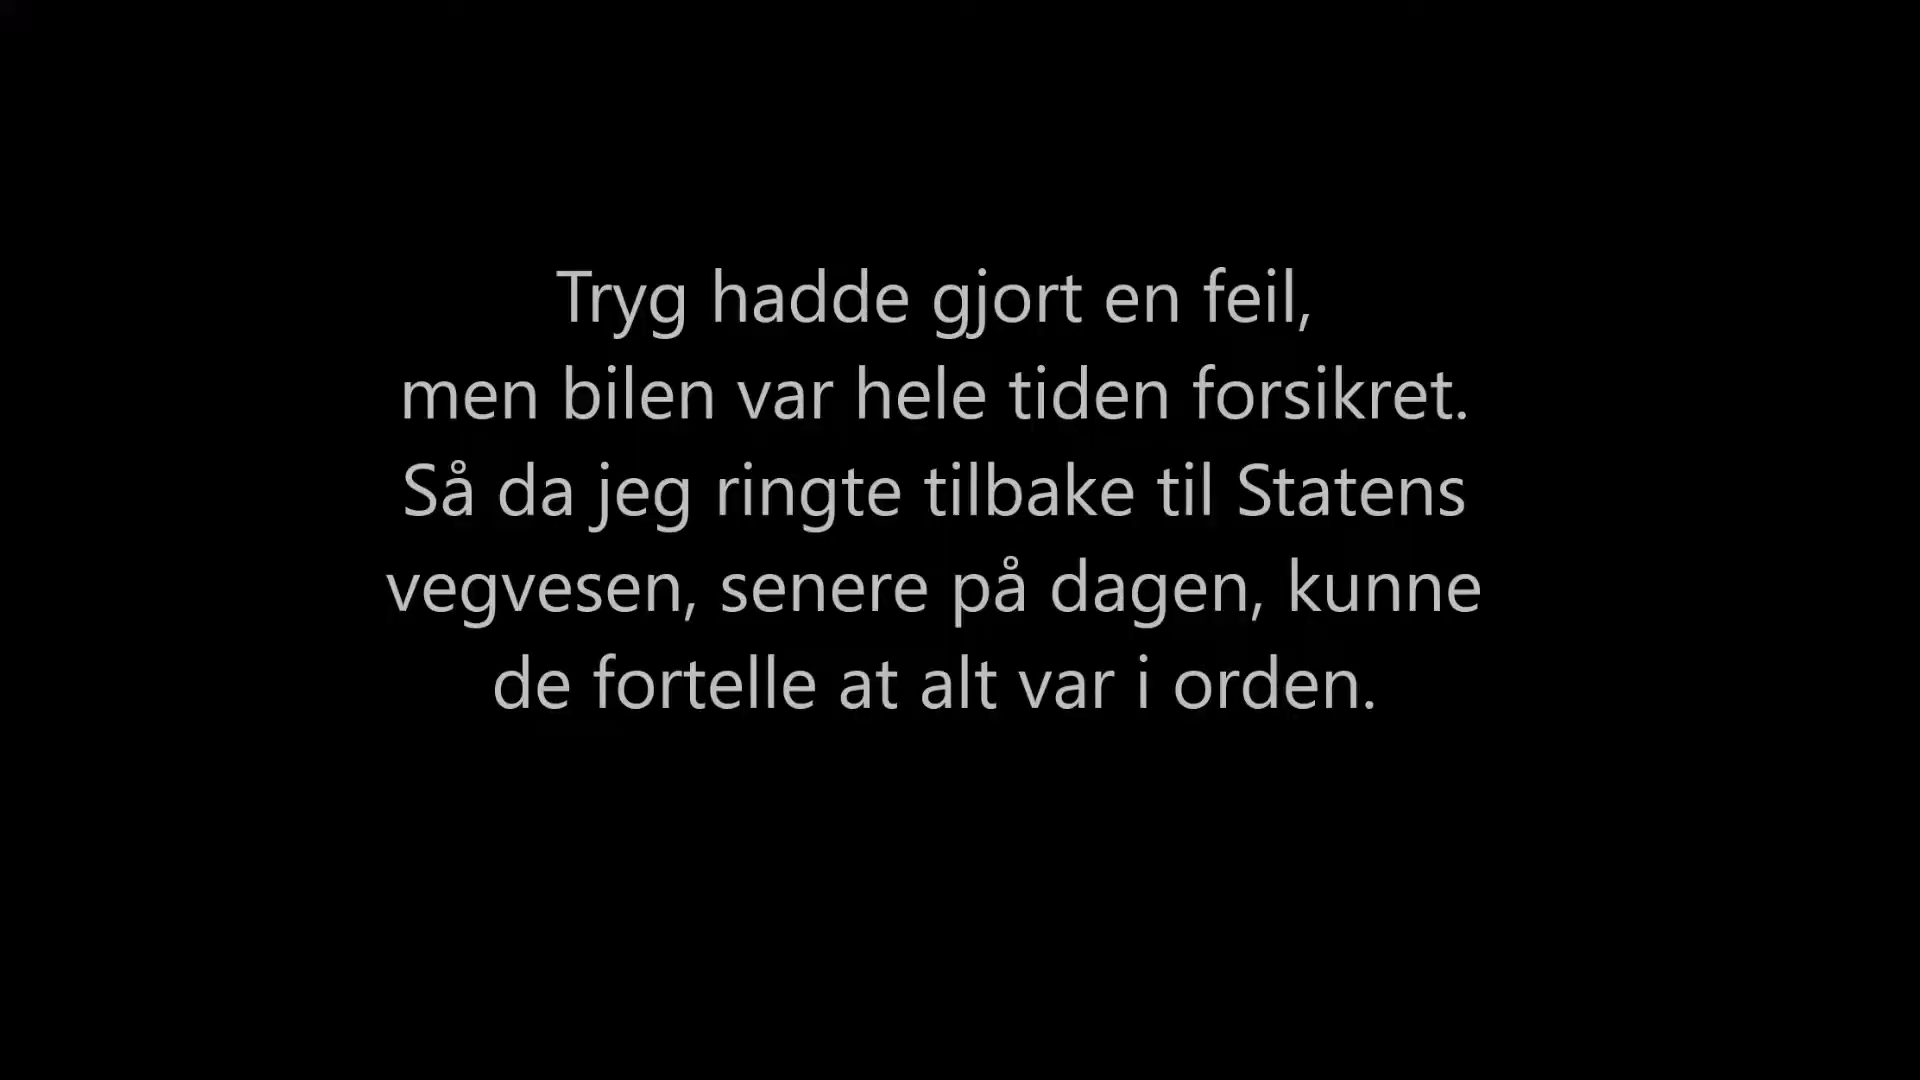 Tryg hadde gjort en feil,
men bilen var hele tiden forsikret.
Så da jeg ringte tilbake til Statens
vegvesen, senere på dagen, kunne
de fortelle at alt var i orden.